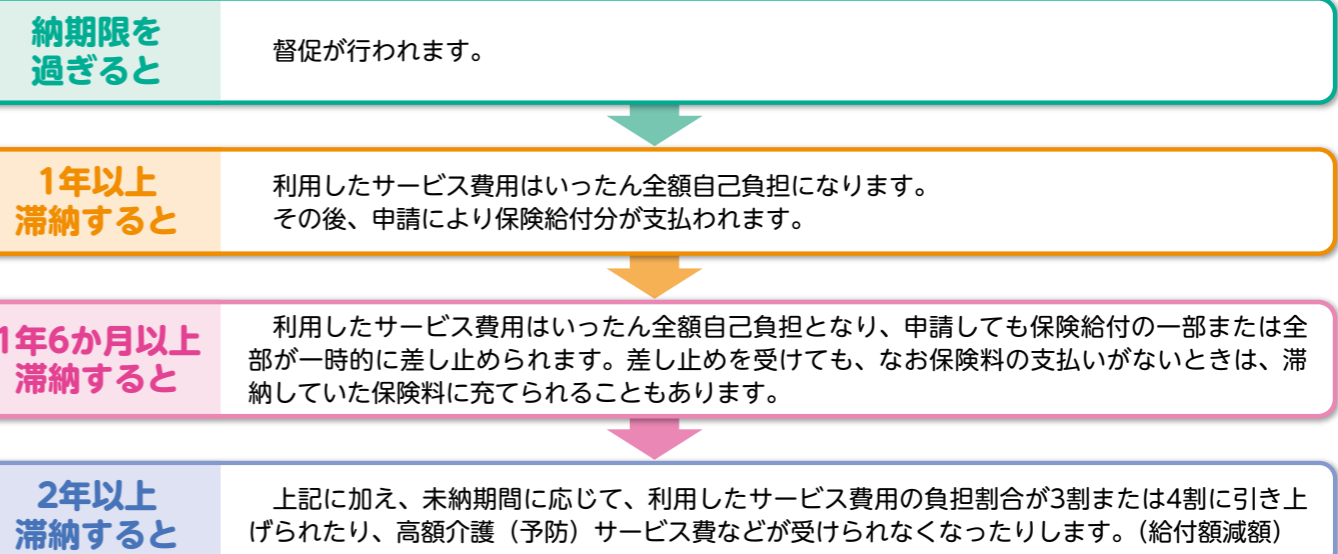 納期限を
過ぎると
督促が行われます。
1年以上
滞納すると
利用したサービス費用はいったん全額自己負担になります。
その後、申請により保険給付分が支払われます。
1年6か月以上
滞納すると
利用したサービス費用はいったん全額自己負担となり、申請しても保険給付の一部または全
部が一時的に差し止められます。差し止めを受けても、なお保険料の支払いがないときは、滞
納していた保険料に充てられることもあります。
2年以上
滞納すると
上記に加え、未納期間に応じて、利用したサービス費用の負担割合が3割または4割に引き上
げられたり、高額介護（予防）サービス費などが受けられなくなったりします。（給付額減額）